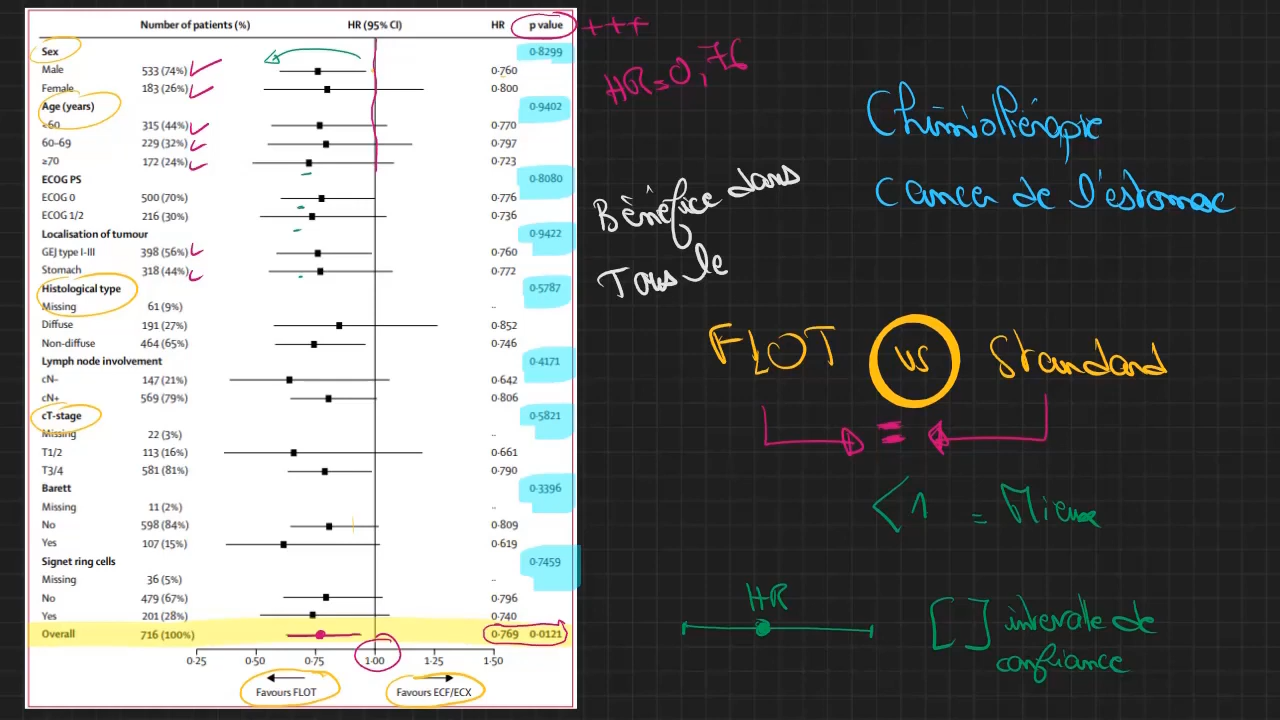 Number of patients (%) HR (95% CI) HR p value
Sex 0·8299
Male 533 (74%) 0·760
Female 183 (26%) 0·800
Age (years) 0·9402
<60 315 (44%) 0·770
60–69 229 (32%) 0·797
≥70 172 (24%) 0·723
ECOG PS 0·8080
ECOG 0 500 (70%) 0·776
ECOG 1/2 216 (30%) 0·736
Localisation of tumour 0·9422
GEJ type I–III 398 (56%) 0·760
Stomach 318 (44%) 0·772
Histological type 0·5787
Missing 61 (9%) ..
Diffuse 191 (27%) 0·852
Non-diffuse 464 (65%) 0·746
Lymph node involvement 0·4171
cN– 147 (21%) 0·642
cN+ 569 (79%) 0·806
cT-stage 0·5821
Missing 22 (3%) ..
T1/2 113 (16%) 0·661
T3/4 581 (81%) 0·790
Barett 0·3396
Missing 11 (2%) ..
No 598 (84%) 0·809
Yes 107 (15%) 0·619
Signet ring cells 0·7459
Missing 36 (5%) ..
No 479 (67%) 0·796
Yes 201 (28%) 0·740
Overall 716 (100%) 0·769 0·0121
0·25 0·50 0·75 1·00 1·25 1·50
Favours FLOT Favours ECF/ECX
+++
HR=0,76
Chimiothérapie
Cancer de l'estomac
Bénéfice dans
Tous le
FLOT vs Standard
=
<1 = Mieux
HR
[ ] intervale de
confiance